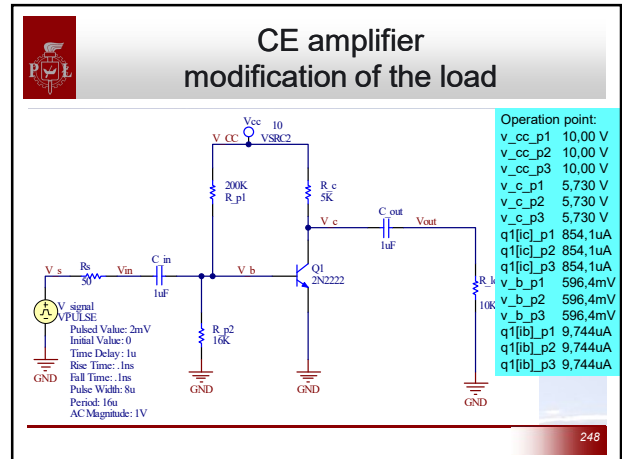 CE amplifier
modification of the load
P Ł
Operation point:
v_cc_p1 10,00 V
v_cc_p2 10,00 V
v_cc_p3 10,00 V
v_c_p1 5,730 V
v_c_p2 5,730 V
v_c_p3 5,730 V
q1[ic]_p1 854,1uA
q1[ic]_p2 854,1uA
q1[ic]_p3 854,1uA
v_b_p1 596,4mV
v_b_p2 596,4mV
v_b_p3 596,4mV
q1[ib]_p1 9,744uA
q1[ib]_p2 9,744uA
q1[ib]_p3 9,744uA
Vcc 10
V_CC VSRC2
200K
R_p1
R_c
5K
V_c
C_out
1uF
Vout
V_s
Rs
50
Vin
C_in
1uF
V_b
Q1
2N2222
10K
R_p2
16K
V_signal
VPULSE
Pulsed Value: 2mV
Initial Value: 0
Time Delay: 1u
Rise Time: .1ns
Fall Time: .1ns
Pulse Width: 8u
Period: 16u
AC Magnitude: 1V
GND
GND
GND
GND
248